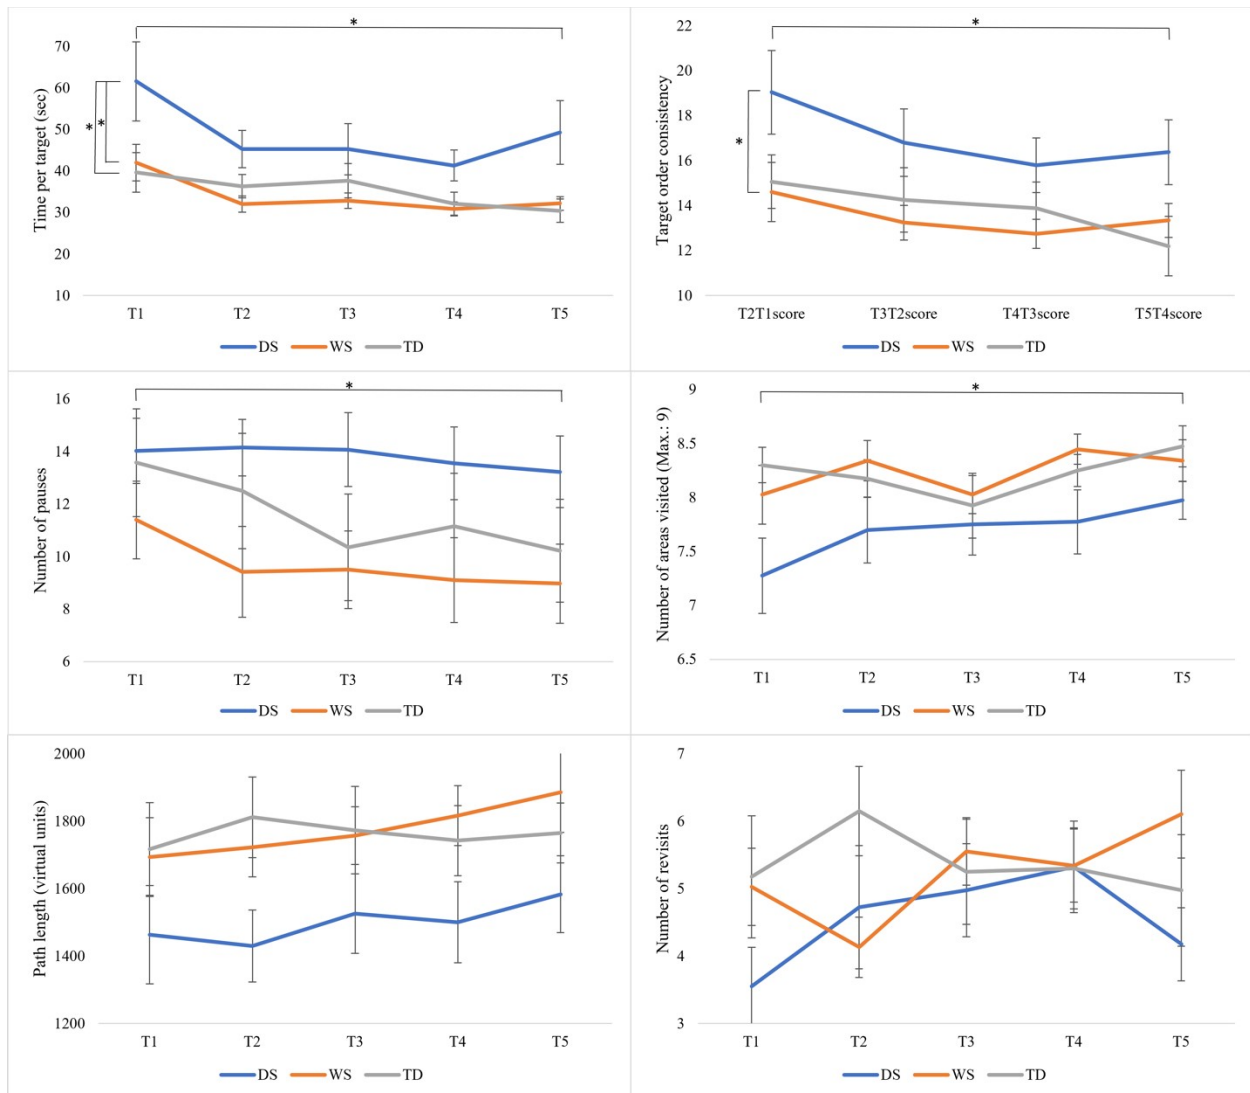 *
Time per target (sec)
70
60
50
40
30
20
10
*
*
T1 T2 T3 T4 T5
DS WS TD
*
Target order consistency
22
20
18
16
14
12
10
*
T2T1score T3T2score T4T3score T5T4score
DS WS TD
*
Number of pauses
16
14
12
10
8
6
T1 T2 T3 T4 T5
DS WS TD
*
Number of areas visited (Max.: 9)
9
8.5
8
7.5
7
6.5
T1 T2 T3 T4 T5
DS WS TD
Path length (virtual units)
2000
1800
1600
1400
1200
T1 T2 T3 T4 T5
DS WS TD
Number of revisits
7
6
5
4
3
T1 T2 T3 T4 T5
DS WS TD